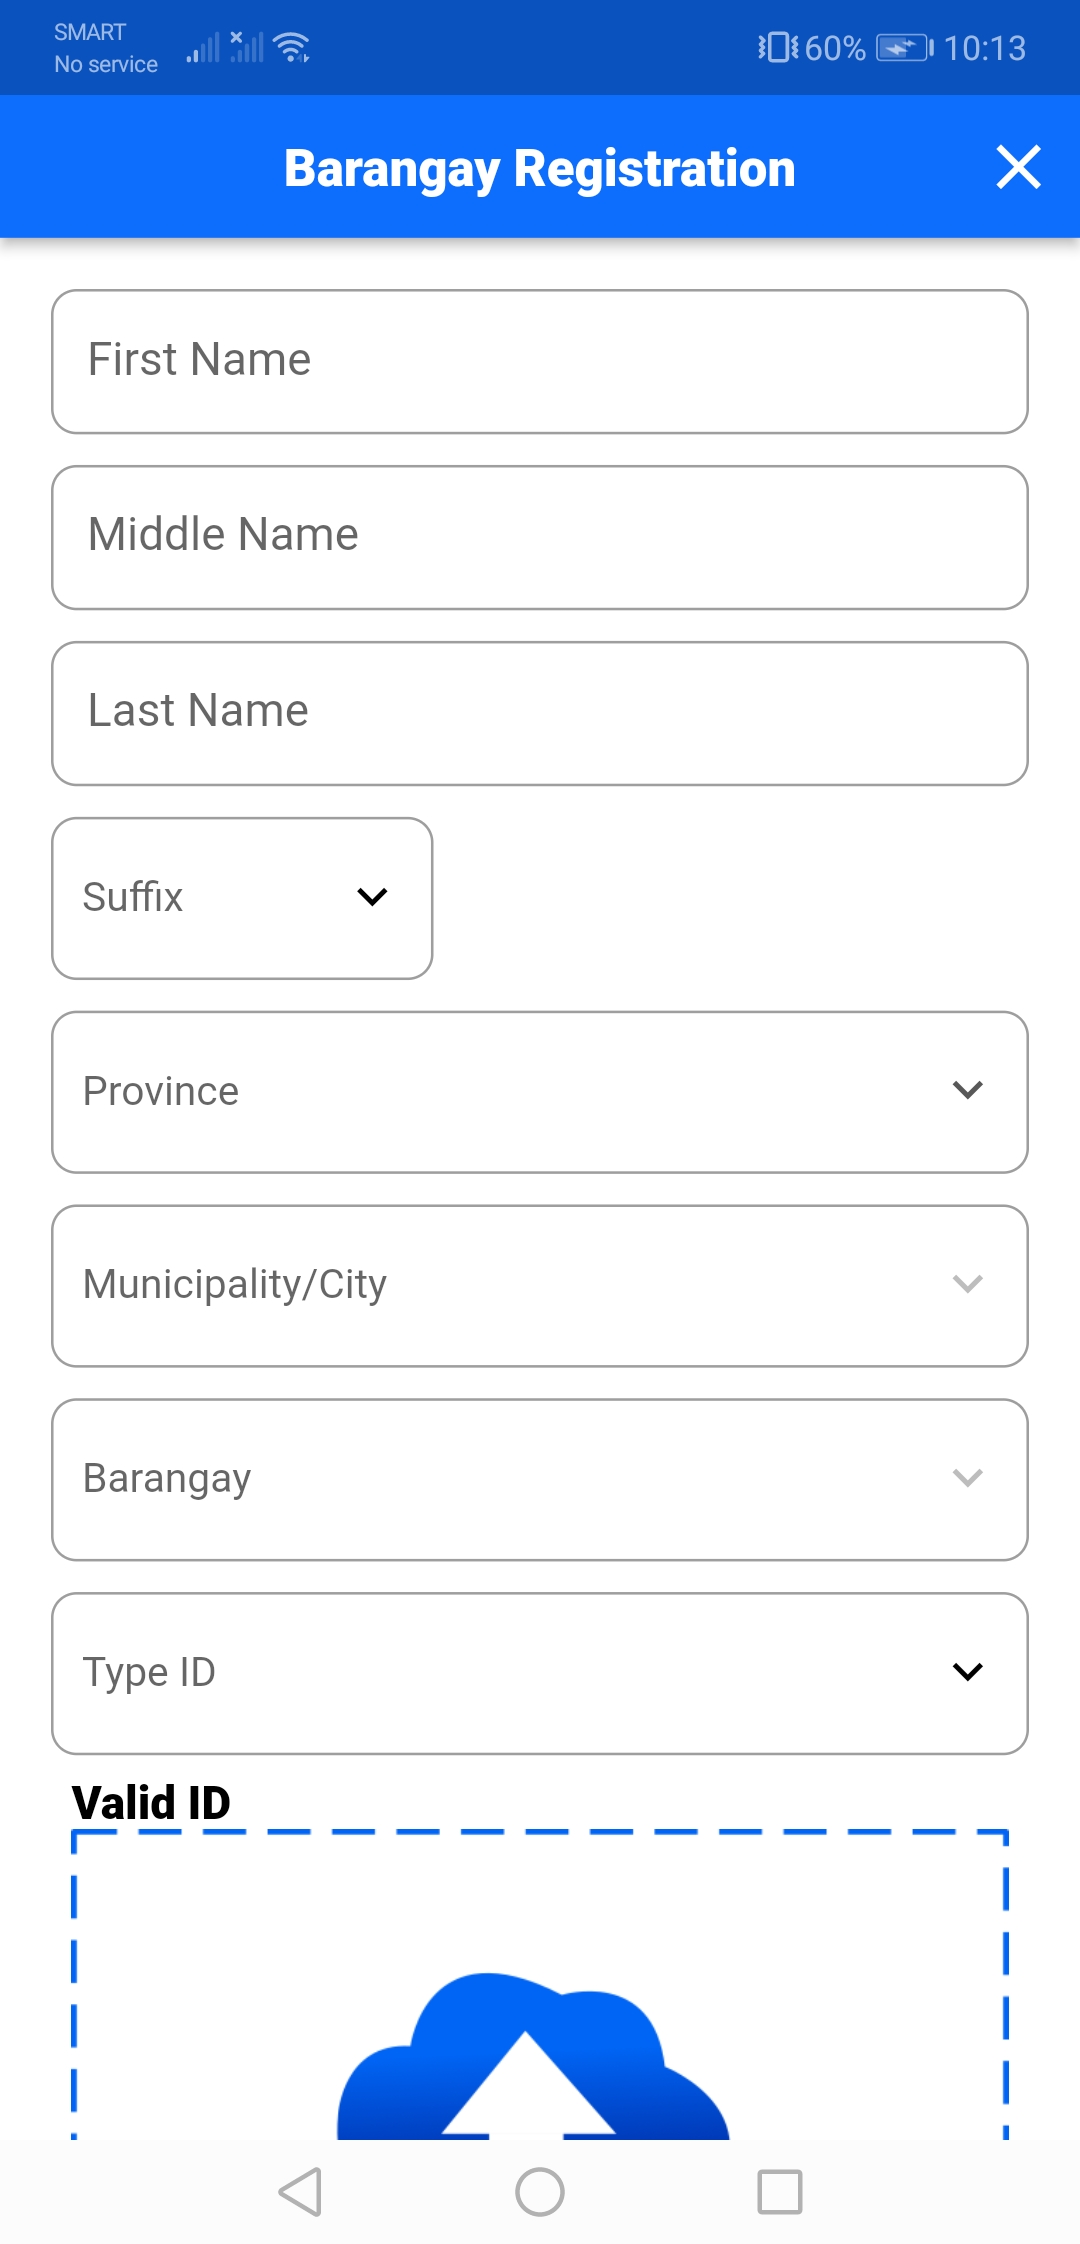 SMART
No service
60%
10:13
Barangay Registration
First Name
Middle Name
Last Name
Suffix
Province
Municipality/City
Barangay
Type ID
Valid ID